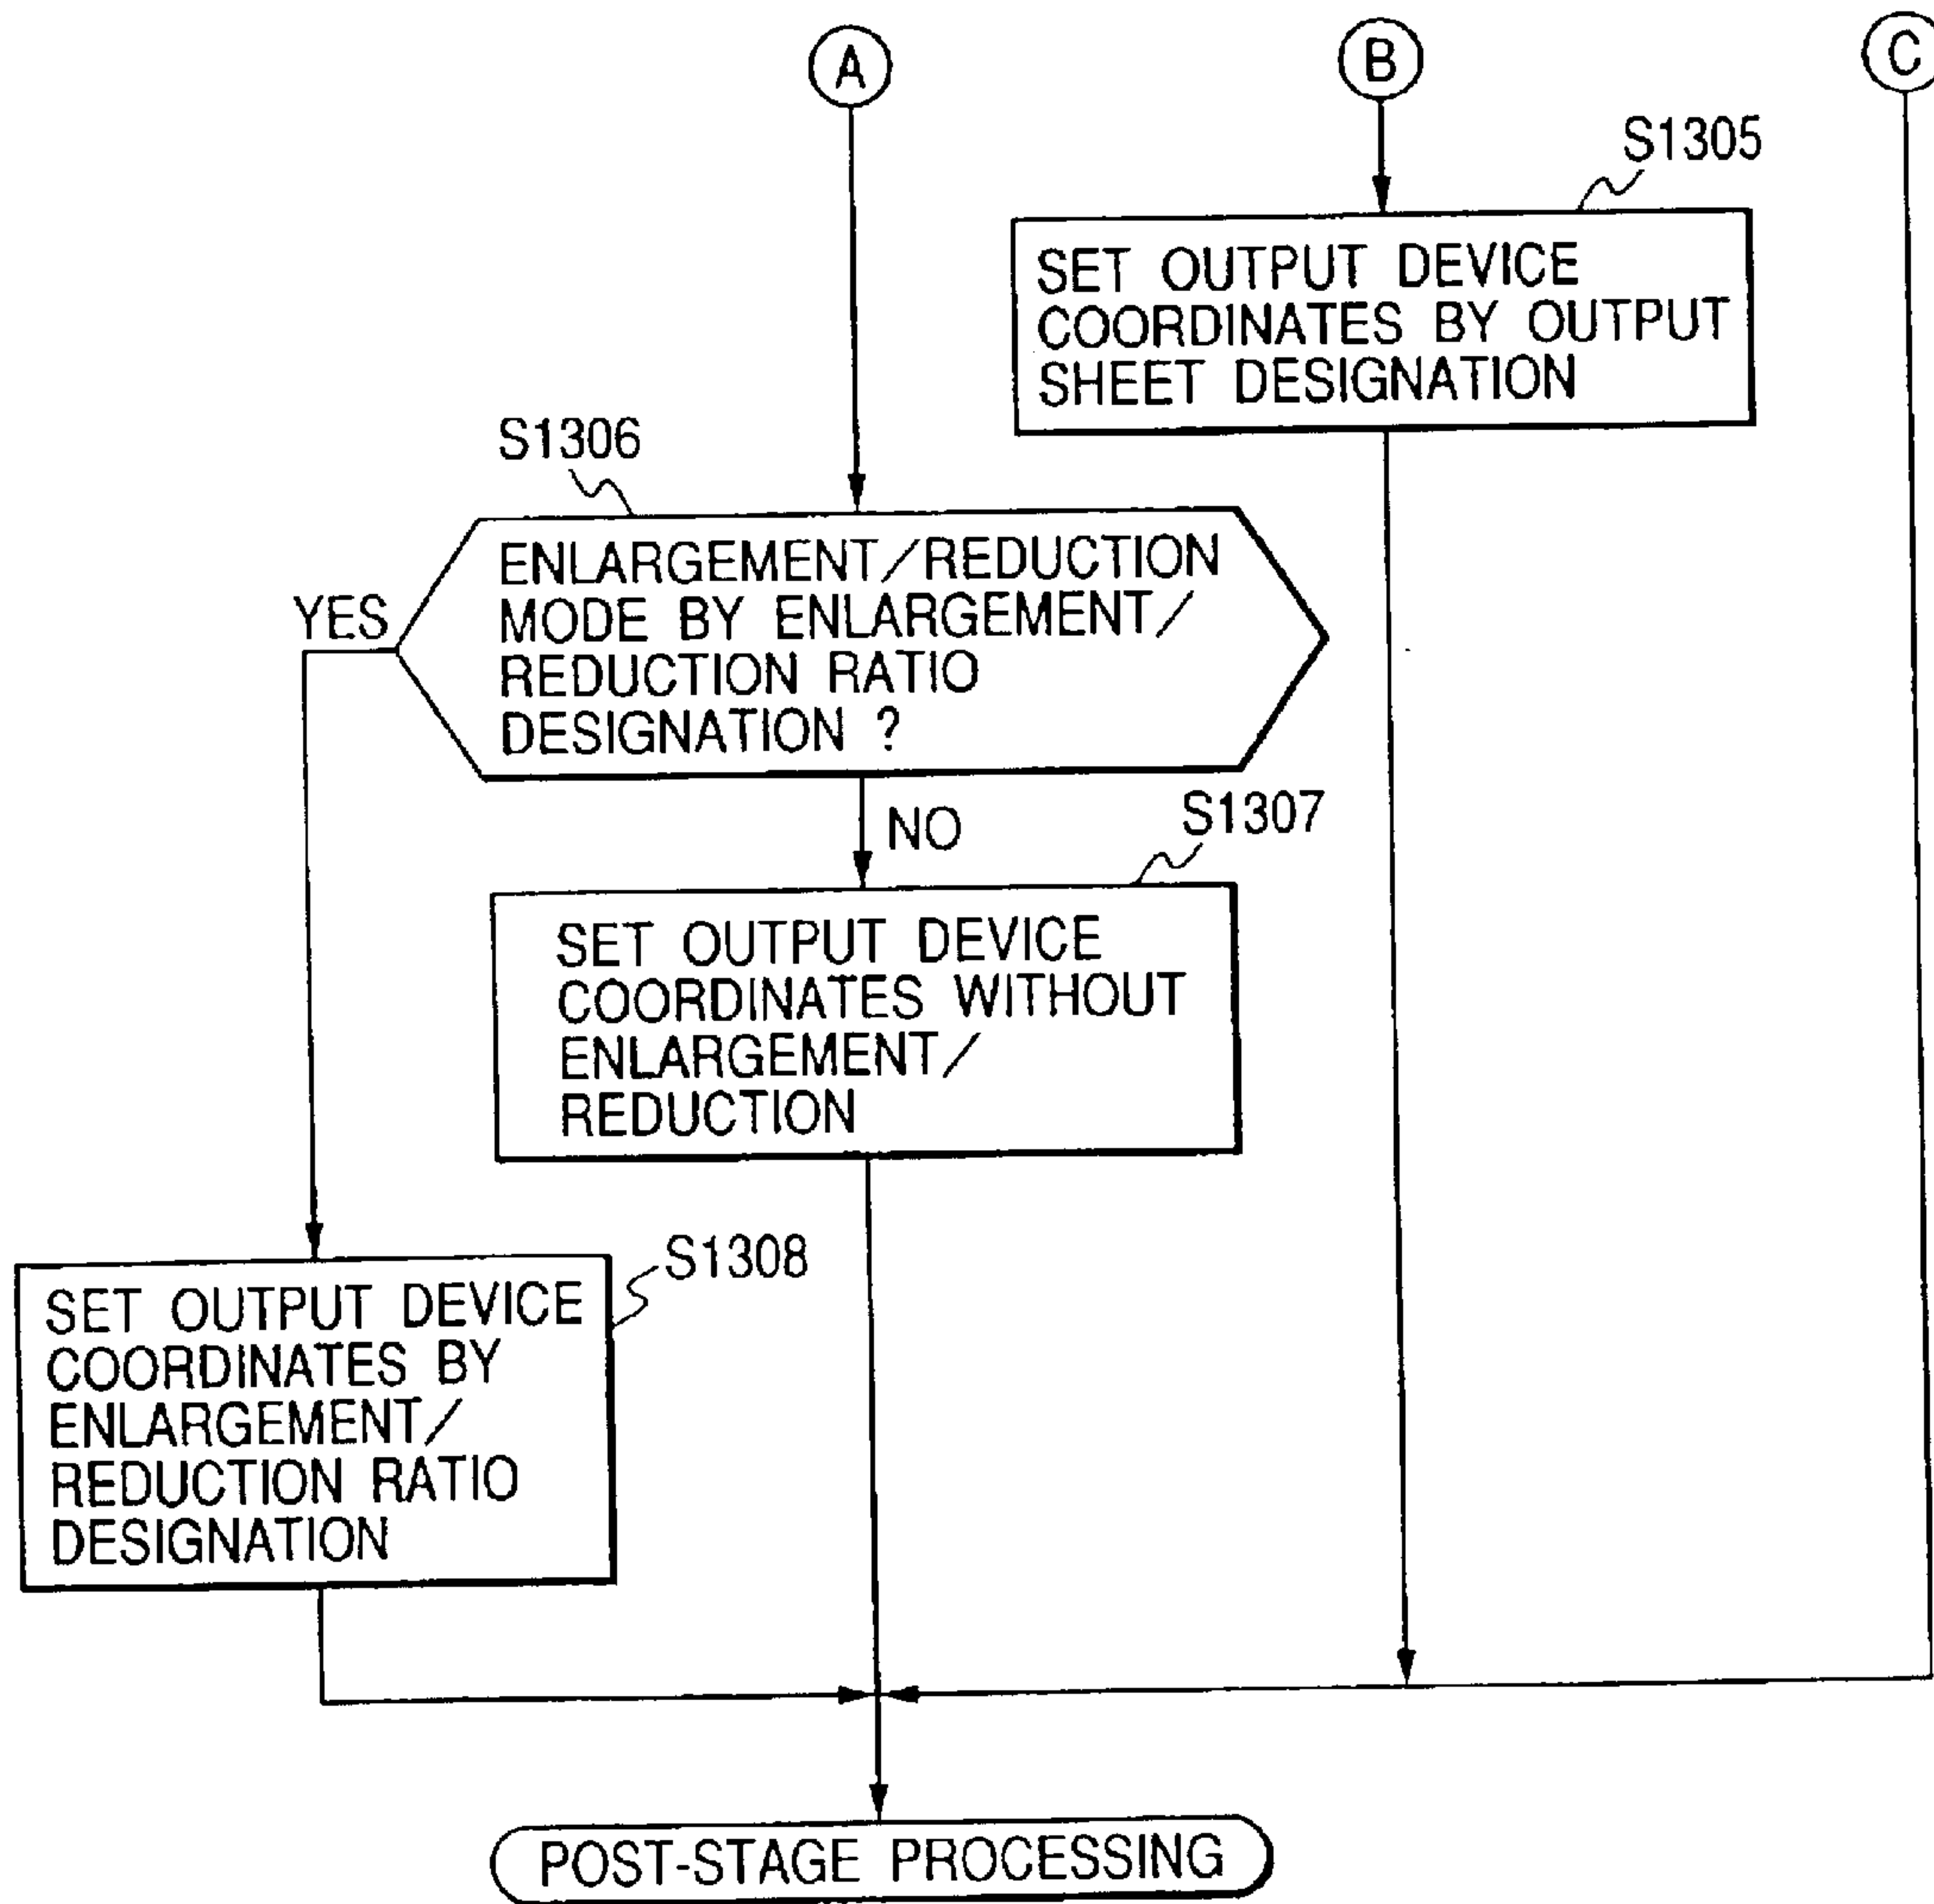 A
B
C
S1305
SET OUTPUT DEVICE
COORDINATES BY OUTPUT
SHEET DESIGNATION
S1306
ENLARGEMENT/REDUCTION
MODE BY ENLARGEMENT/
REDUCTION RATIO
DESIGNATION ?
YES
NO
S1307
SET OUTPUT DEVICE
COORDINATES WITHOUT
ENLARGEMENT/
REDUCTION
S1308
SET OUTPUT DEVICE
COORDINATES BY
ENLARGEMENT/
REDUCTION RATIO
DESIGNATION
POST-STAGE PROCESSING